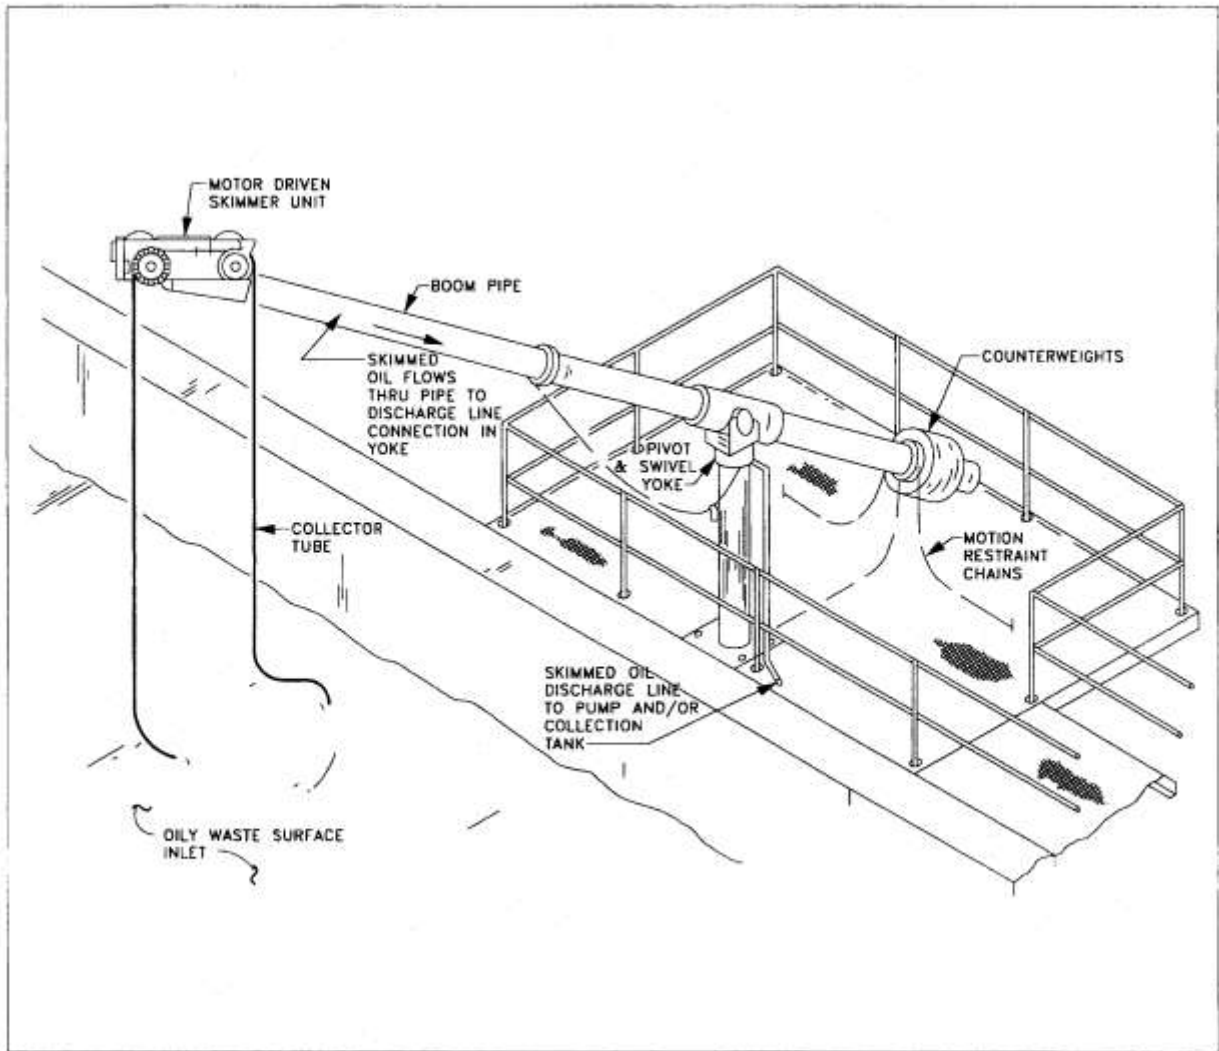 MOTOR DRIVEN
SKIMMER UNIT
BOOM PIPE
COUNTERWEIGHTS
SKIMMED
OIL FLOWS
THRU PIPE TO
DISCHARGE LINE
CONNECTION IN
YOKE
PIVOT
& SWIVEL
YOKE
COLLECTOR
TUBE
MOTION
RESTRAINT
CHAINS
SKIMMED OIL
DISCHARGE LINE
TO PUMP AND/OR
COLLECTION
TANK
OILY WASTE SURFACE
INLET